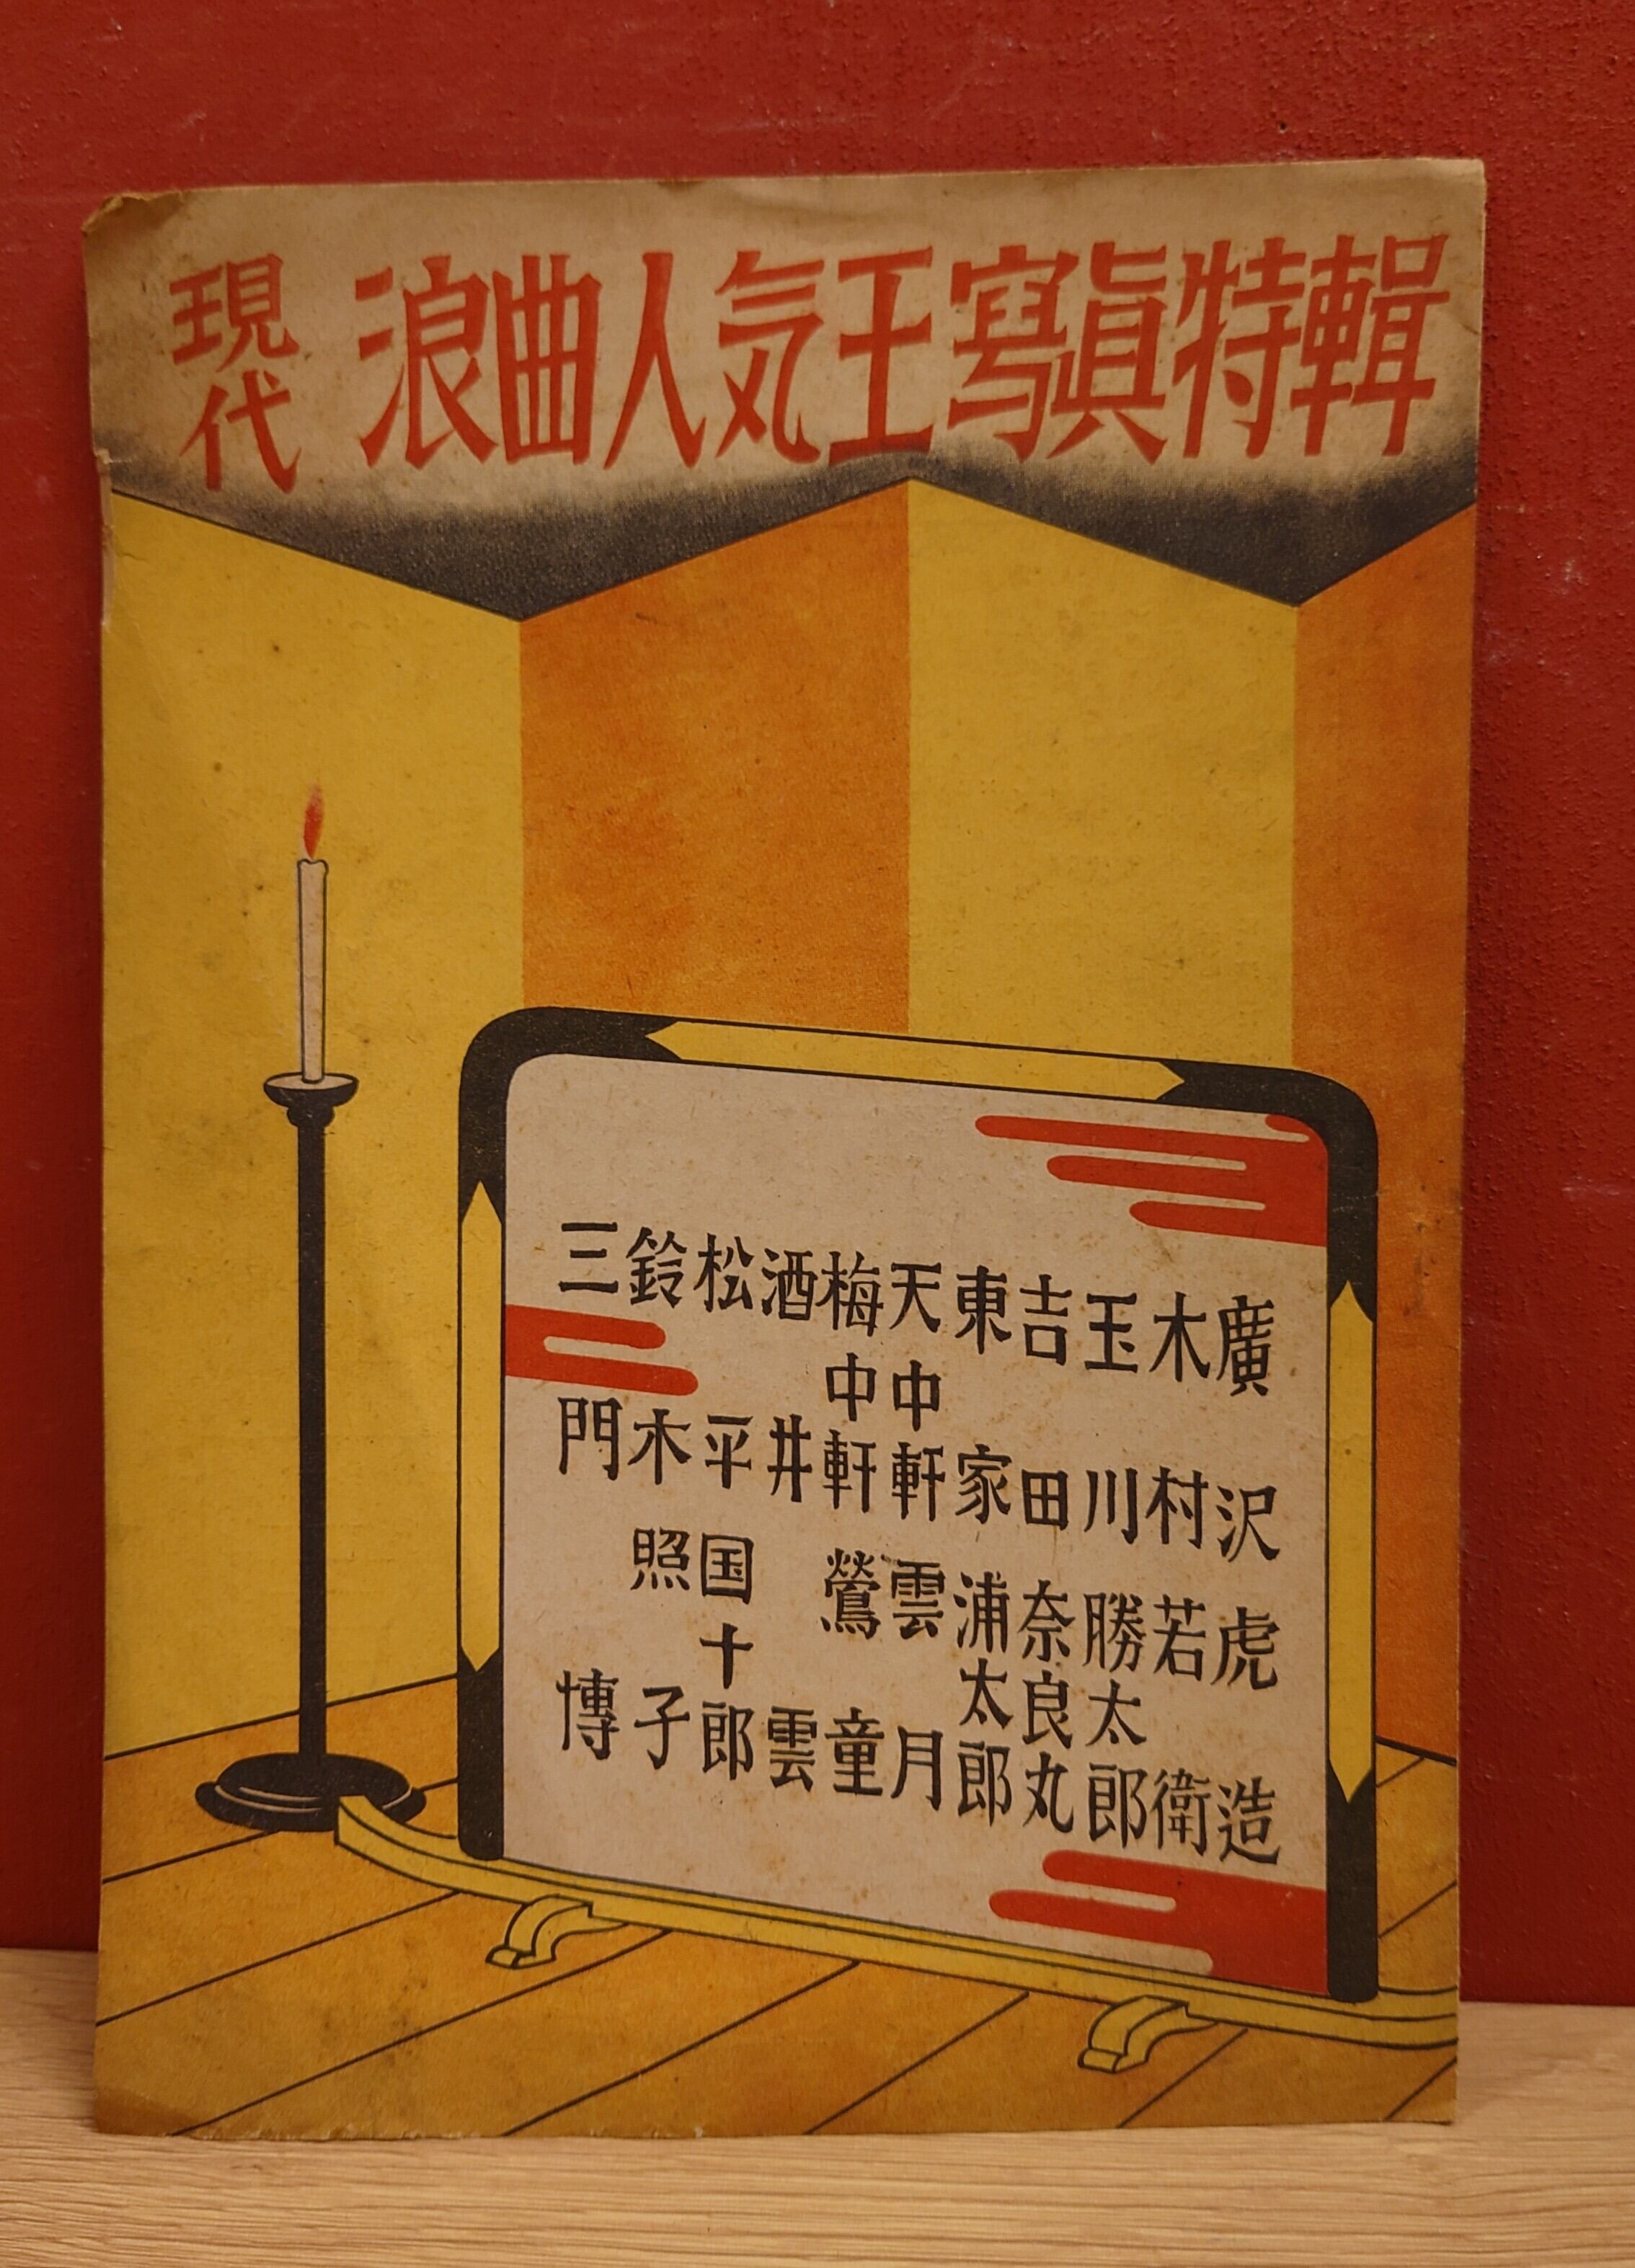 現代
浪曲人気王寫眞特輯
廣沢虎造
木村若衛
玉川勝太郎
吉田奈良丸
東家浦太郎
天中軒雲月
梅中軒鶯童
酒井雲
松平国十郎
鈴木照子
三門博